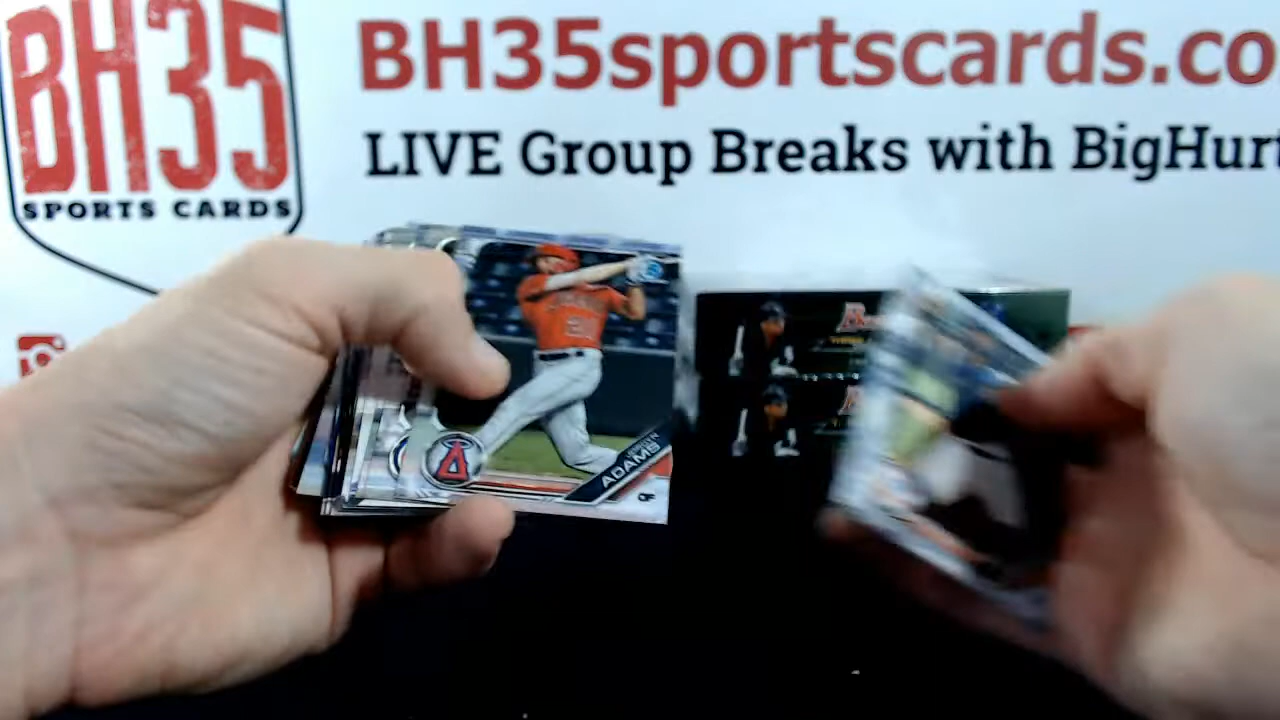 BH35
SPORTS CARDS
BH35sportscards.co
LIVE Group Breaks with BigHurt
ADAMS
OF